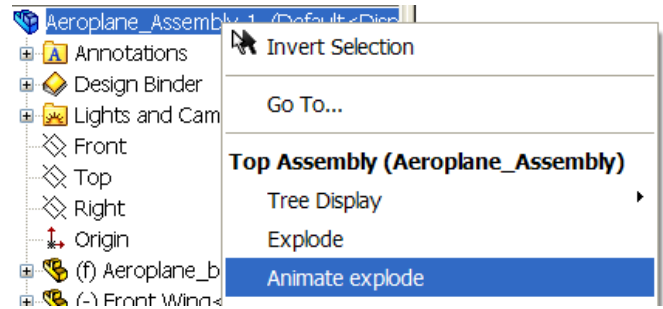 Aeroplane_Assembly_1 (Default<Disp
Annotations
Design Binder
Lights and Cam
Front
Top
Right
Origin
(f) Aeroplane_b
(-) Front Wing<
Invert Selection
Go To...
Top Assembly (Aeroplane_Assembly)
Tree Display
Explode
Animate explode